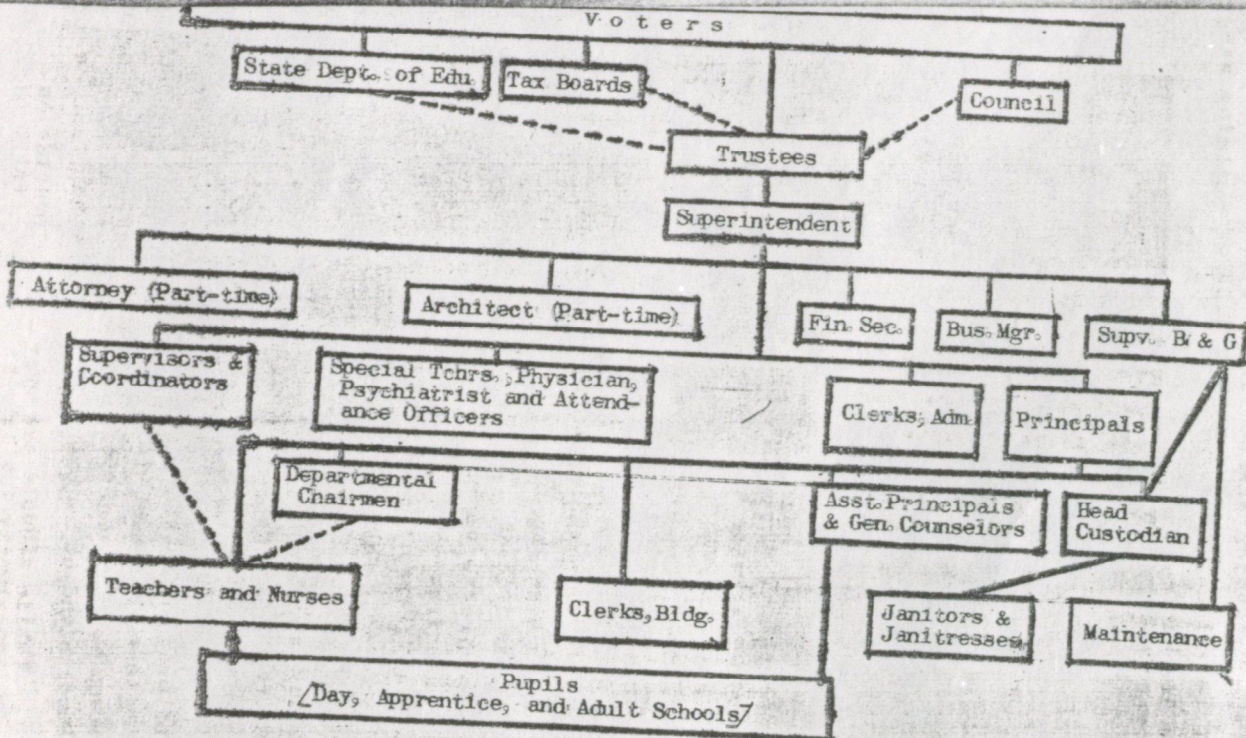 Voters
State Dept. of Edu.
Tax Boards
Council
Trustees
Superintendent
Attorney (Part-time)
Architect (Part-time)
Fin. Sec.
Bus. Mgr.
Supv. B & G
Supervisors &
Coordinators
Special Tchrs., Physician,
Psychiatrist and Attend-
ance Officers
Clerks, Adm.
Principals
Departmental
Chairmen
Asst. Principals
& Gen. Counselors
Head
Custodian
Teachers and Nurses
Clerks, Bldg.
Janitors &
Janitresses
Maintenance
Pupils
/Day, Apprentice, and Adult Schools/